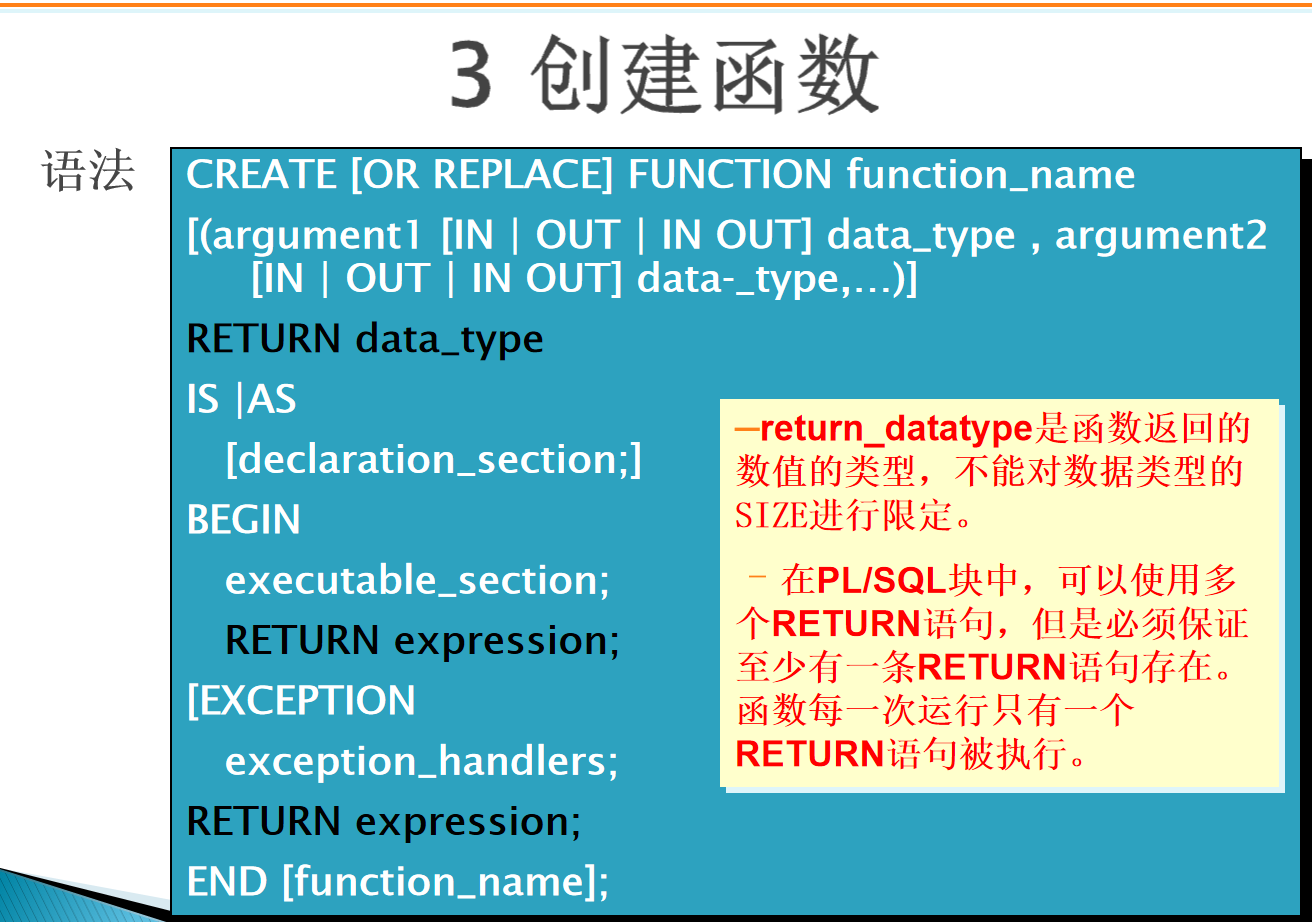 3 创建函数
语法
CREATE [OR REPLACE] FUNCTION function_name
[(argument1 [IN | OUT | IN OUT] data_type , argument2
[IN | OUT | IN OUT] data-_type,...)]
RETURN data_type
IS |AS
[declaration_section;]
BEGIN
executable_section;
RETURN expression;
[EXCEPTION
exception_handlers;
RETURN expression;
END [function_name];
–return_datatype是函数返回的
数值的类型，不能对数据类型的
SIZE进行限定。
– 在PL/SQL块中，可以使用多
个RETURN语句，但是必须保证
至少有一条RETURN语句存在。
函数每一次运行只有一个
RETURN语句被执行。